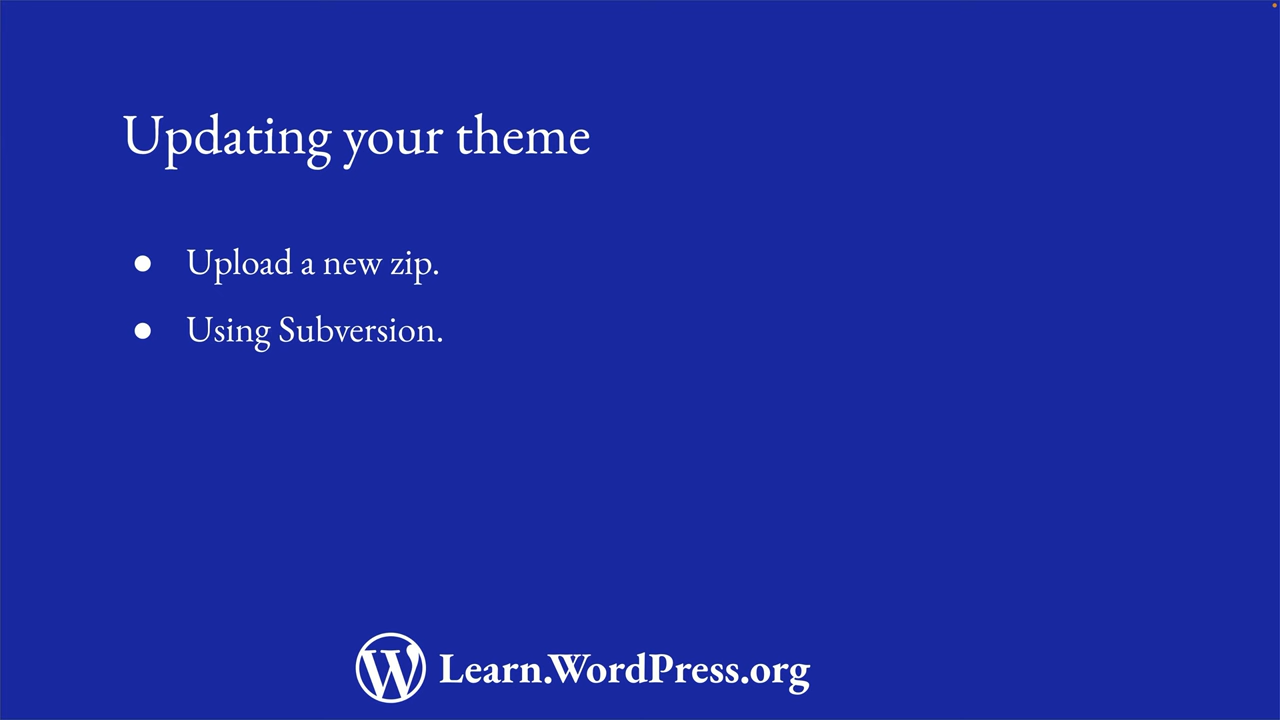 Updating your theme
● Upload a new zip.
● Using Subversion.
Learn.WordPress.org